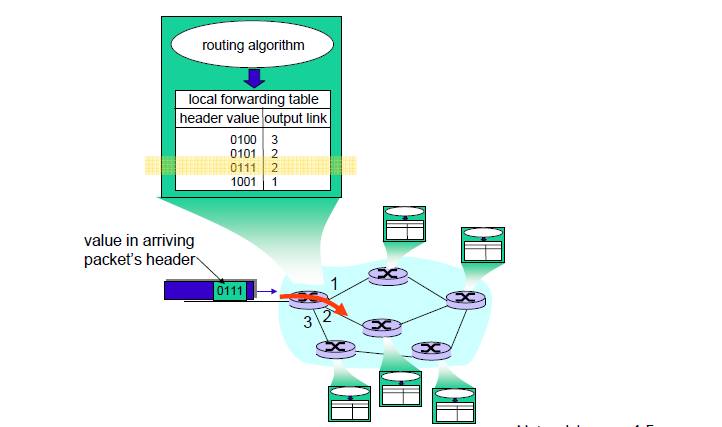 routing algorithm
local forwarding table
header value output link
0100 3
0101 2
0111 2
1001 1
value in arriving
packet's header
0111
1
2
3